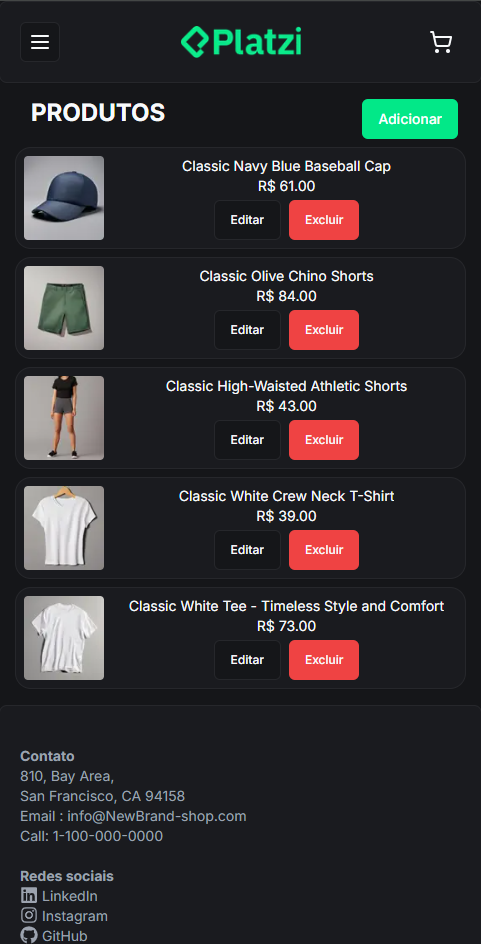 Platzi
PRODUTOS
Adicionar
Classic Navy Blue Baseball Cap
R$ 61.00
Editar Excluir
Classic Olive Chino Shorts
R$ 84.00
Editar Excluir
Classic High-Waisted Athletic Shorts
R$ 43.00
Editar Excluir
Classic White Crew Neck T-Shirt
R$ 39.00
Editar Excluir
Classic White Tee - Timeless Style and Comfort
R$ 73.00
Editar Excluir
Contato
810, Bay Area,
San Francisco, CA 94158
Email : info@NewBrand-shop.com
Call: 1-100-000-0000
Redes sociais
LinkedIn
Instagram
GitHub